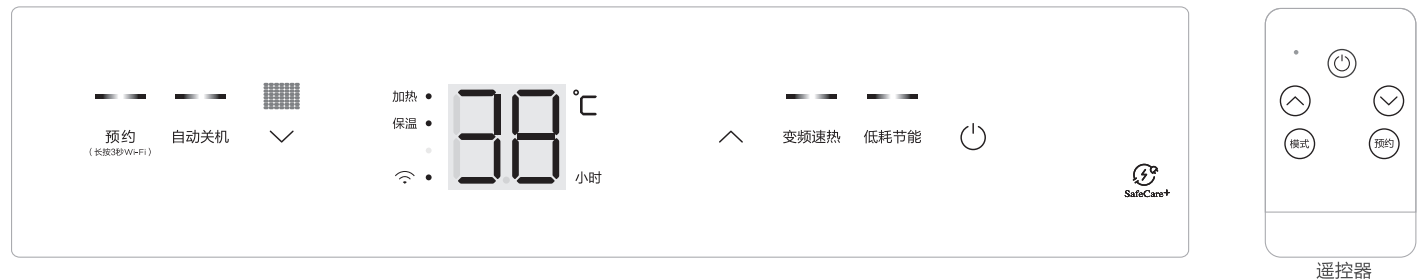 加热
保温
38
℃
小时
预约
（长按3秒Wi-Fi）
自动关机
变频速热
低耗节能
SafeCare+
模式
预约
遥控器